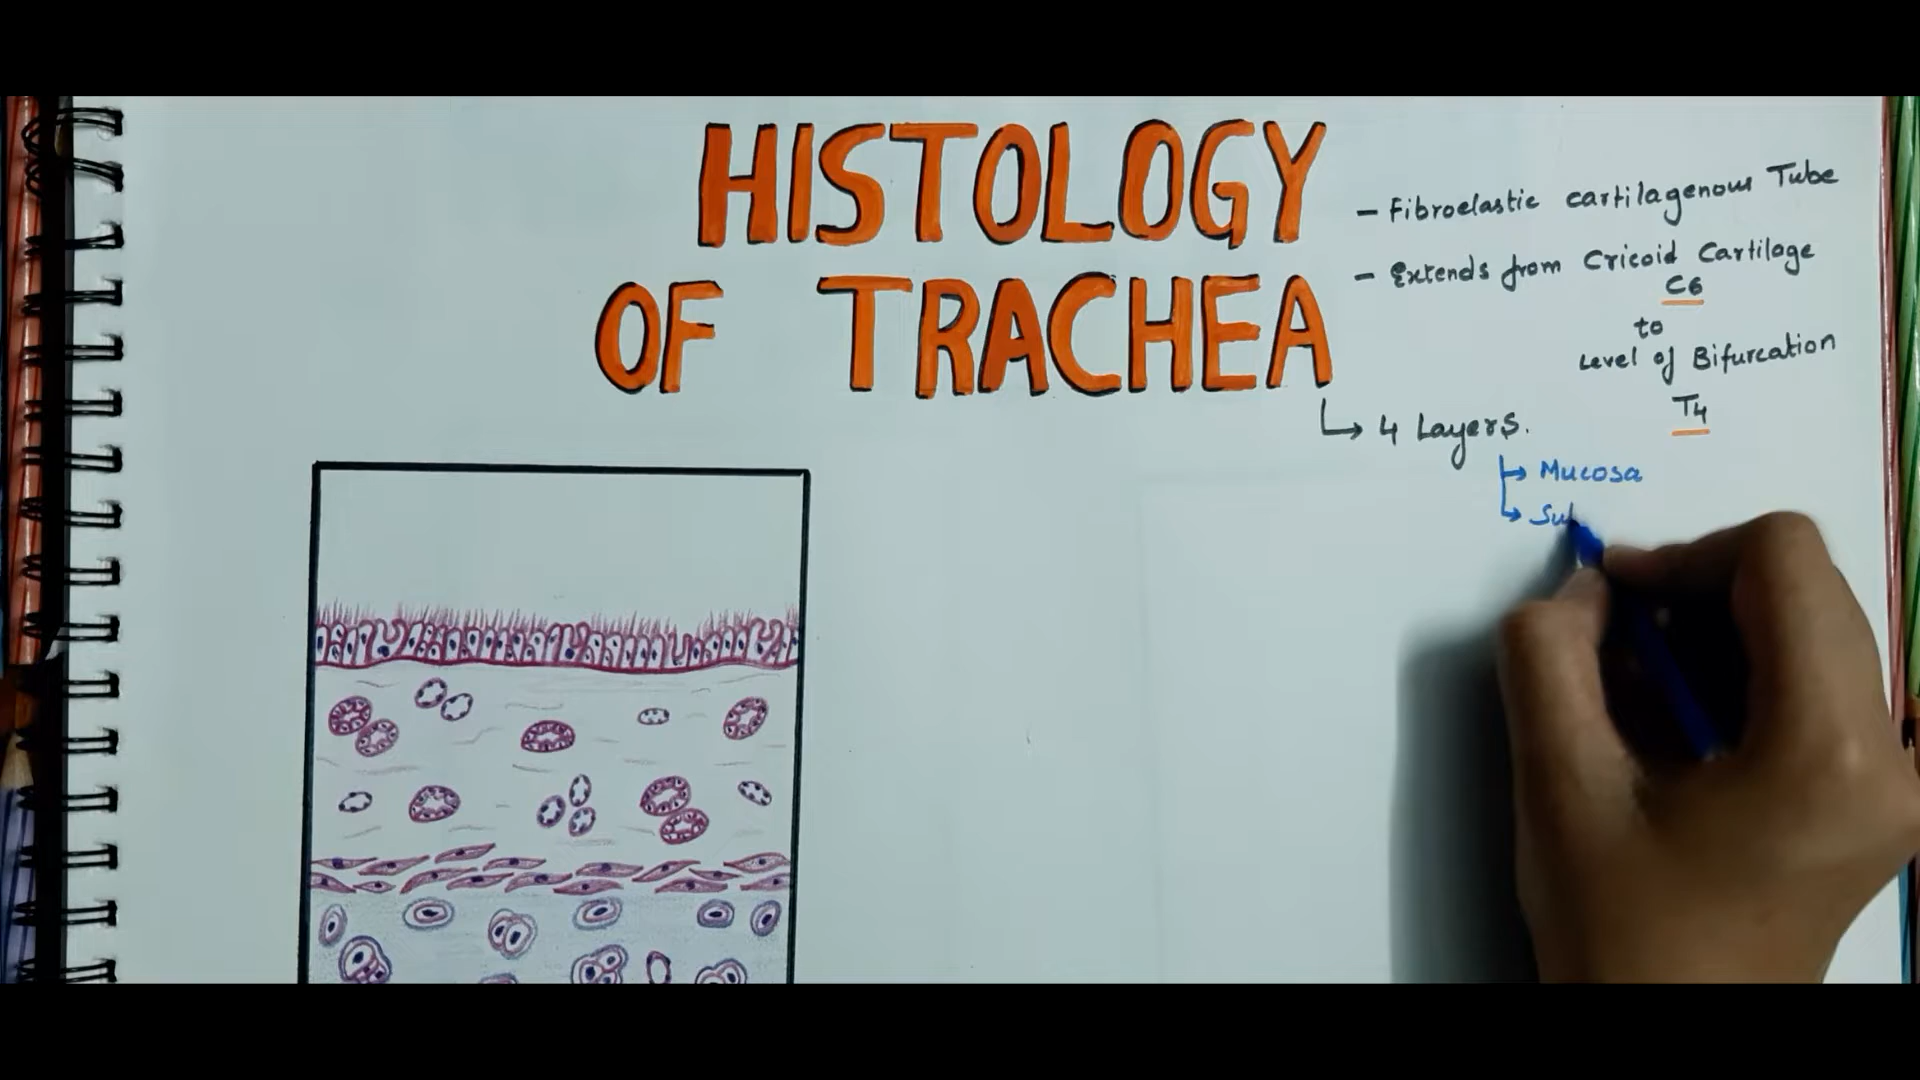 HISTOLOGY
OF TRACHEA
- Fibroelastic cartilagenous Tube
- Extends from Cricoid Cartilage
C6
to
Level of Bifurcation
T4
4 Layers.
Mucosa